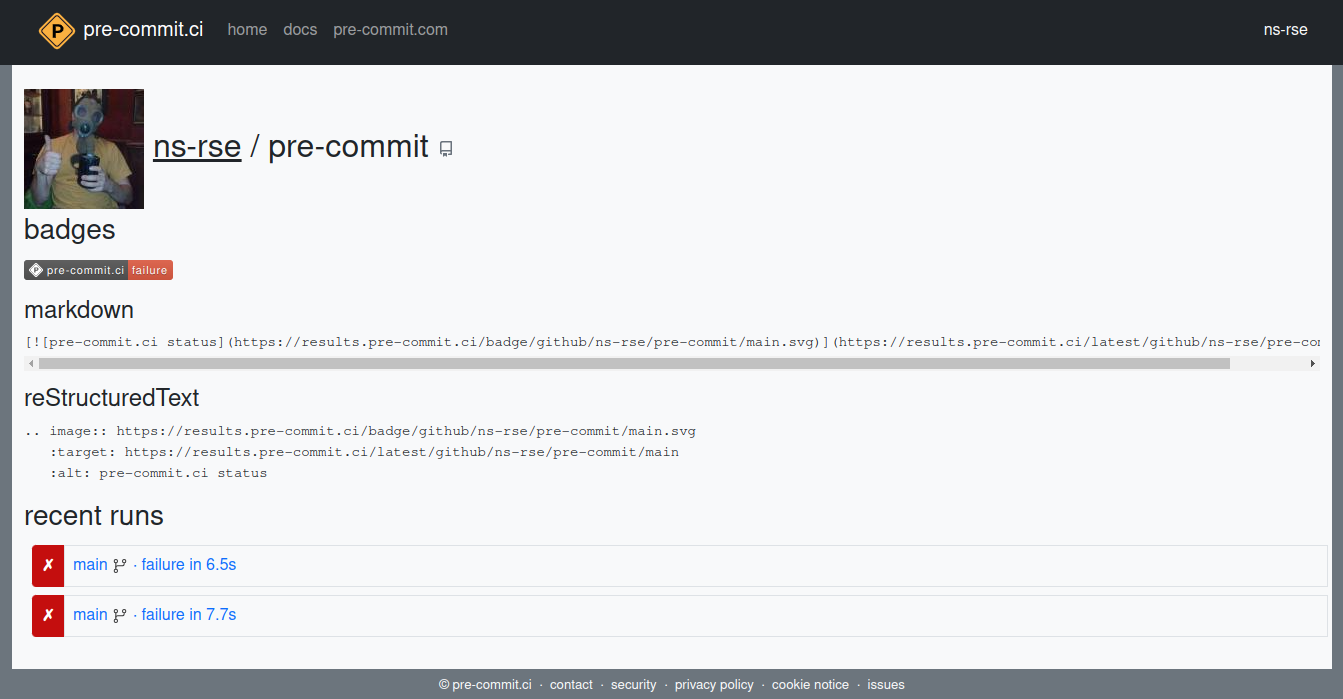 pre-commit.ci home docs pre-commit.com ns-rse
ns-rse / pre-commit
badges
pre-commit.ci failure
markdown
[![pre-commit.ci status](https://results.pre-commit.ci/badge/github/ns-rse/pre-commit/main.svg)](https://results.pre-commit.ci/latest/github/ns-rse/pre-co
reStructuredText
.. image:: https://results.pre-commit.ci/badge/github/ns-rse/pre-commit/main.svg
   :target: https://results.pre-commit.ci/latest/github/ns-rse/pre-commit/main
   :alt: pre-commit.ci status
recent runs
✗ main · failure in 6.5s
✗ main · failure in 7.7s
© pre-commit.ci · contact · security · privacy policy · cookie notice · issues